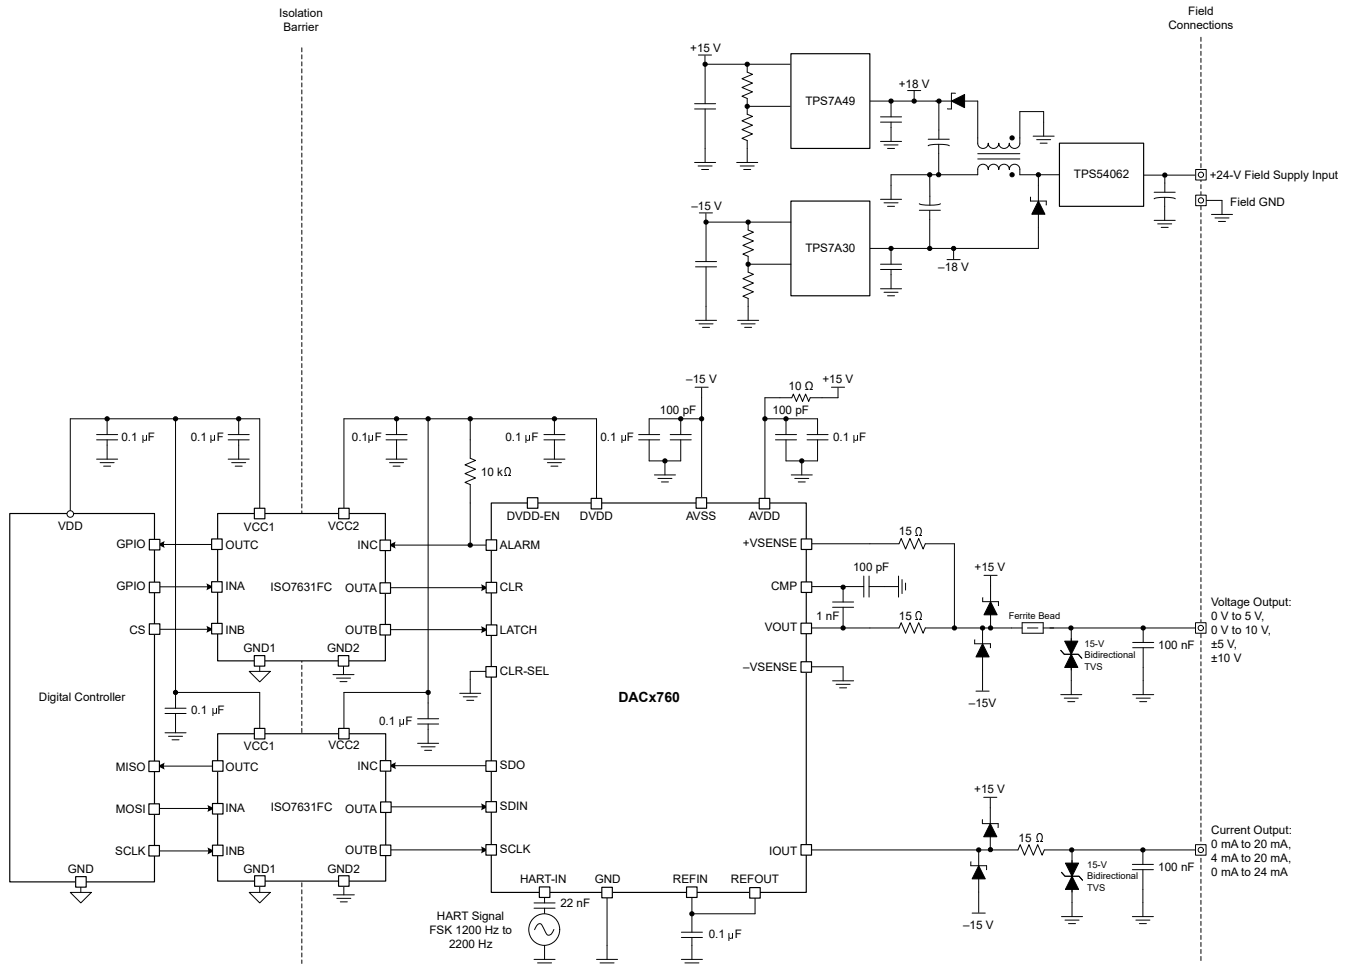 Isolation
Barrier
Field
Connections
+15 V
TPS7A49
+18 V
TPS54062
+24-V Field Supply Input
Field GND
–15 V
TPS7A30
–18 V
–15 V
100 pF
0.1 µF
10 Ω
+15 V
100 pF
0.1 µF
0.1 µF
0.1 µF
0.1µF
0.1 µF
10 kΩ
VDD
VCC1
VCC2
DVDD-EN
DVDD
AVSS
AVDD
GPIO
OUTC
INC
ALARM
+VSENSE
15 Ω
GPIO
INA
ISO7631FC
OUTA
CLR
CMP
100 pF
1 nF
+15 V
CS
INB
OUTB
LATCH
VOUT
15 Ω
Ferrite Bead
Voltage Output:
0 V to 5 V,
0 V to 10 V,
±5 V,
±10 V
15-V
Bidirectional
TVS
100 nF
GND1
GND2
CLR-SEL
–VSENSE
–15V
Digital Controller
DACx760
0.1 µF
0.1 µF
VCC1
VCC2
MISO
OUTC
INC
SDO
MOSI
INA
ISO7631FC
OUTA
SDIN
+15 V
SCLK
INB
OUTB
SCLK
IOUT
15 Ω
Current Output:
0 mA to 20 mA,
4 mA to 20 mA,
0 mA to 24 mA
15-V
Bidirectional
TVS
100 nF
–15 V
GND
GND1
GND2
HART-IN
GND
REFIN
REFOUT
22 nF
HART Signal
FSK 1200 Hz to
2200 Hz
0.1 µF